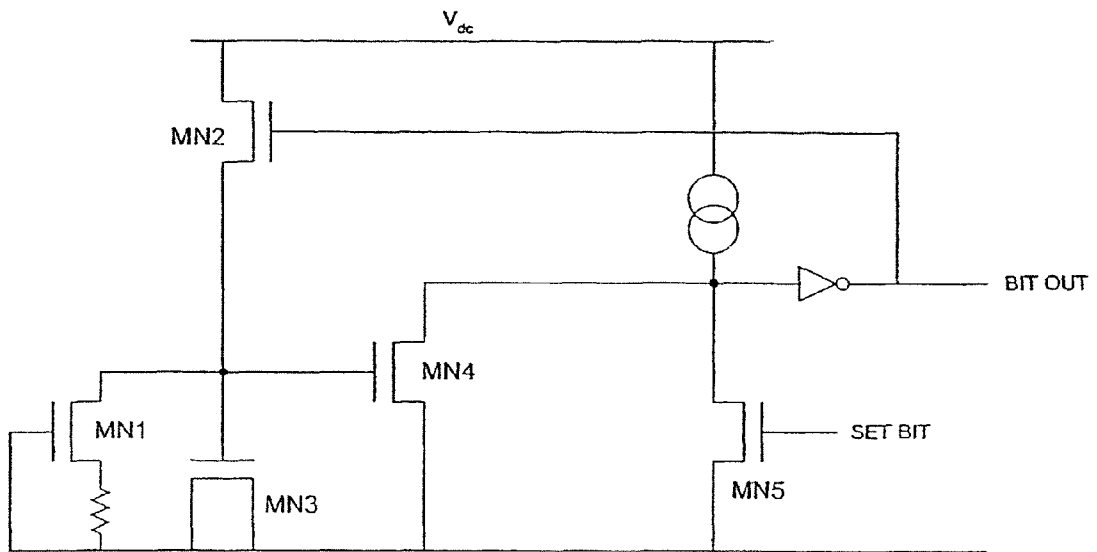 Vdc
MN2
BIT OUT
MN4
MN1
SET BIT
MN5
MN3